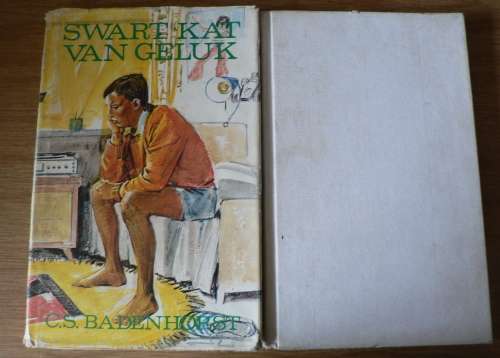 SWART KAT
VAN GELUK
C.S. BADENHORST